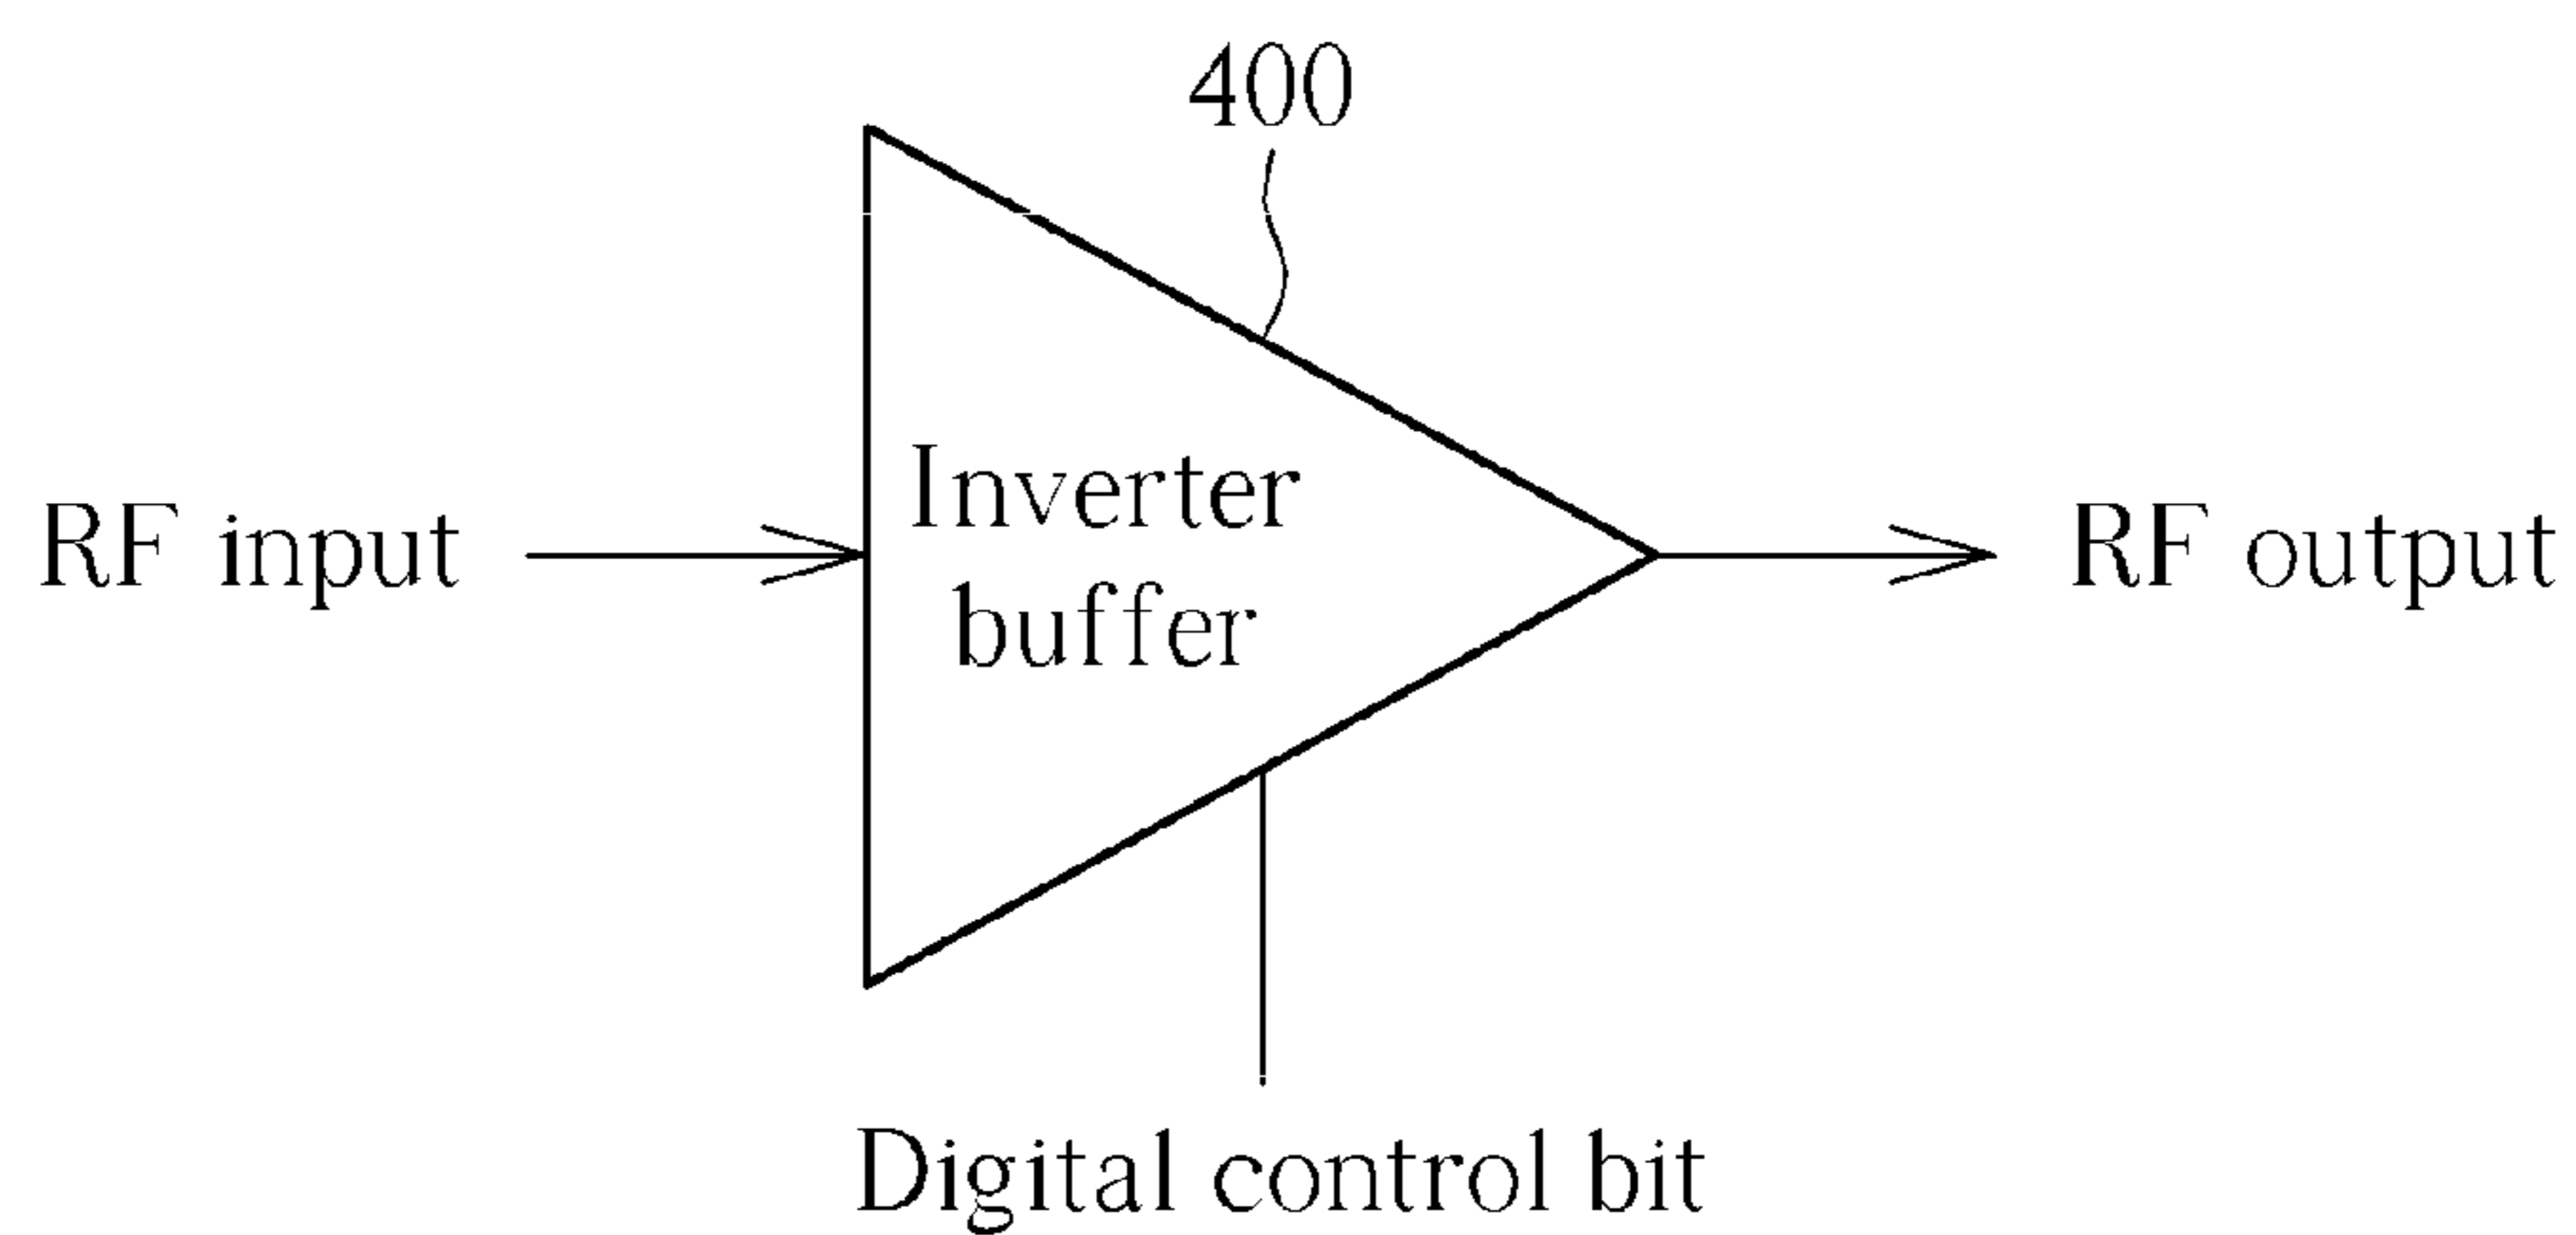 400
Inverter
buffer
RF input
RF output
Digital control bit